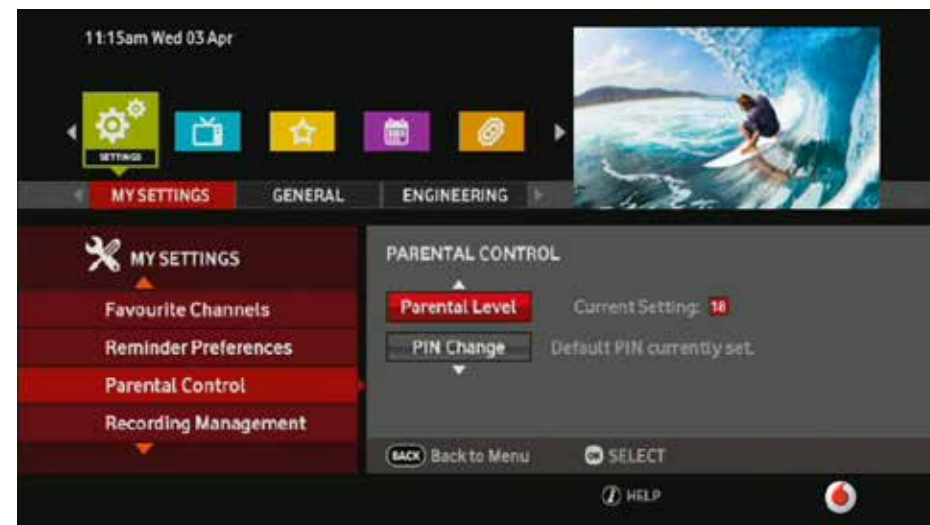 11:15am Wed 03 Apr
SETTINGS
MY SETTINGS GENERAL ENGINEERING
MY SETTINGS
Favourite Channels
Reminder Preferences
Parental Control
Recording Management
PARENTAL CONTROL
Parental Level Current Setting: 18
PIN Change Default PIN currently set.
BACK Back to Menu OK SELECT
i HELP